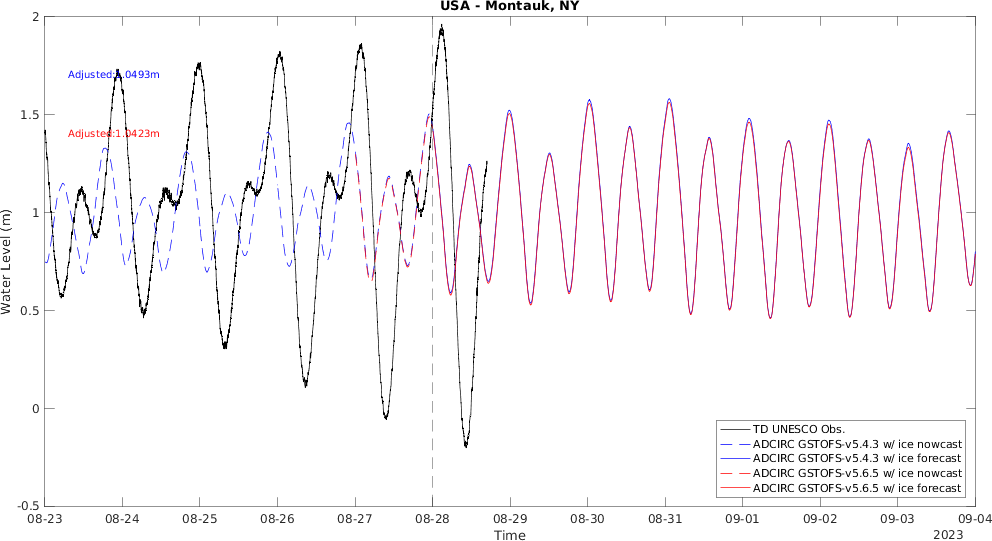 USA - Montauk, NY
Water Level (m)
2
1.5
1
0.5
0
-0.5
Adjusted:1.0493m
Adjusted:1.0423m
TD UNESCO Obs.
ADCIRC GSTOFS-v5.4.3 w/ ice nowcast
ADCIRC GSTOFS-v5.4.3 w/ ice forecast
ADCIRC GSTOFS-v5.6.5 w/ ice nowcast
ADCIRC GSTOFS-v5.6.5 w/ ice forecast
08-23 08-24 08-25 08-26 08-27 08-28 08-29 08-30 08-31 09-01 09-02 09-03 09-04
Time
2023